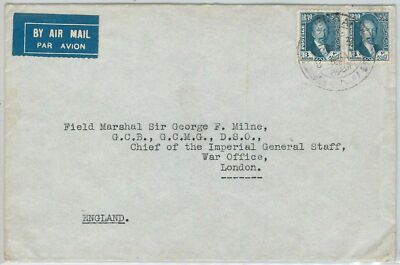 BY AIR MAIL
PAR AVION
Field Marshal Sir George F. Milne,
G.C.B., G.C.M.G., D.S.O.,
Chief of the Imperial General Staff,
War Office,
London.
ENGLAND.